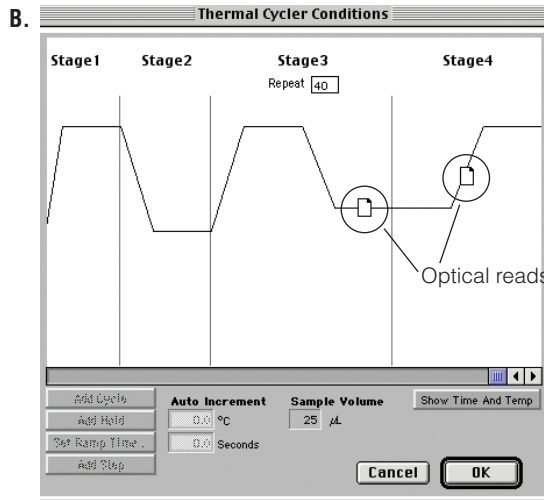 B.
Thermal Cycler Conditions
Stage1 Stage2 Stage3 Stage4
Repeat 40
Optical reads
Add Cycle
Add Hold
Set Ramp Time...
Add Step
Auto Increment
0.0 °C
0.0 Seconds
Sample Volume
25 µL
Show Time And Temp
Cancel OK